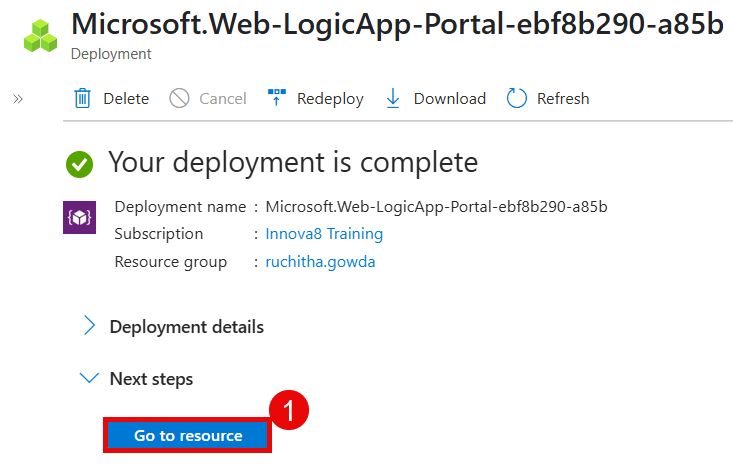 Microsoft.Web-LogicApp-Portal-ebf8b290-a85b
Deployment
Delete Cancel Redeploy Download Refresh
Your deployment is complete
Deployment name : Microsoft.Web-LogicApp-Portal-ebf8b290-a85b
Subscription : Innova8 Training
Resource group : ruchitha.gowda
Deployment details
Next steps
1
Go to resource